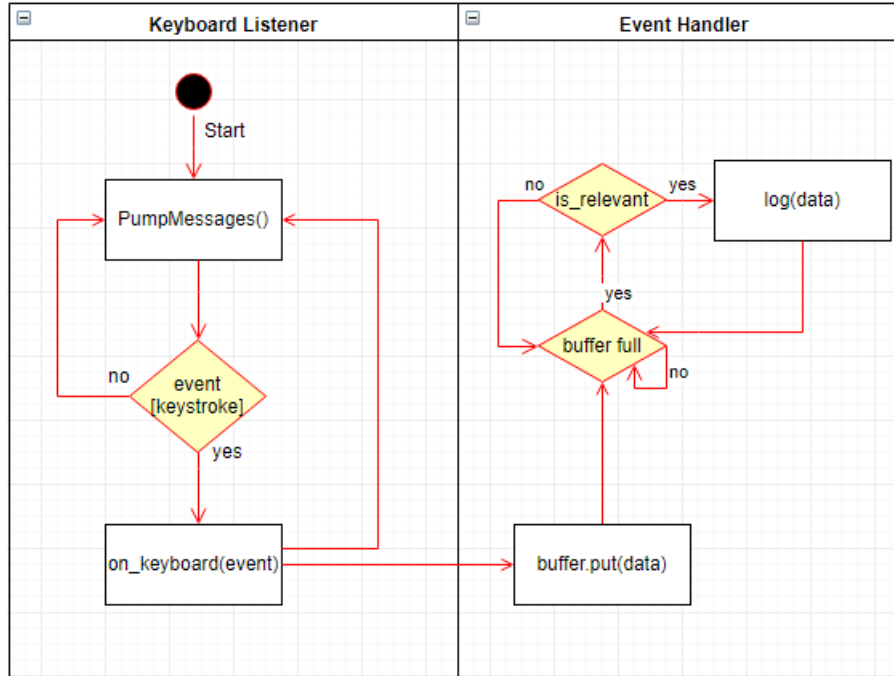 Keyboard Listener
Start
PumpMessages()
no
event
[keystroke]
yes
on_keyboard(event)
Event Handler
no
is_relevant
yes
log(data)
yes
buffer full
no
buffer.put(data)